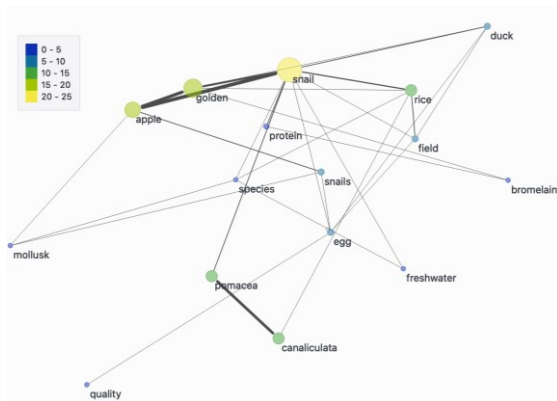 0 - 5
5 - 10
10 - 15
15 - 20
20 - 25
duck
snail
golden
rice
apple
protein
field
snails
species
bromelain
egg
mollusk
freshwater
pomacea
canaliculata
quality